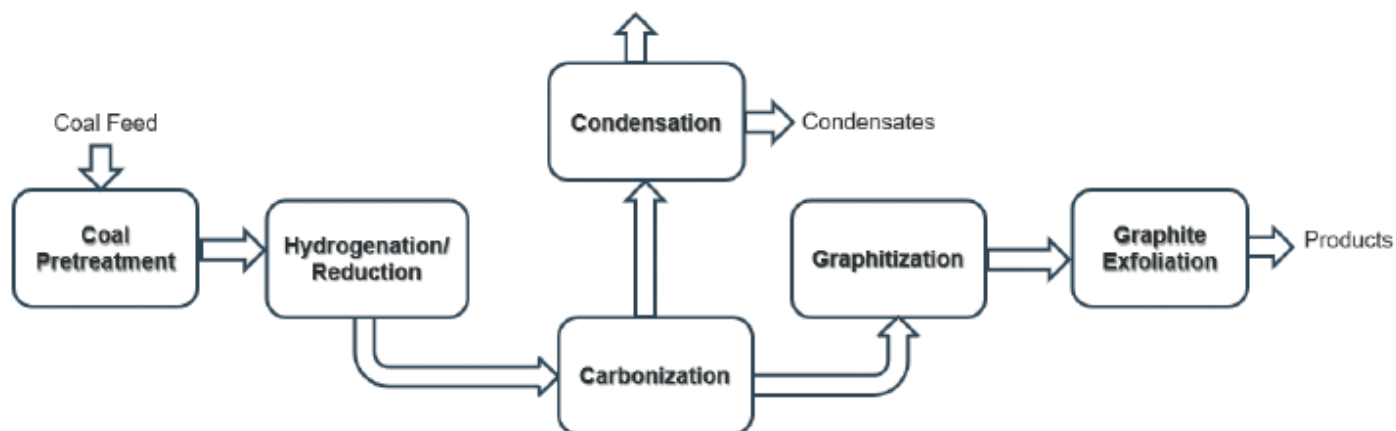 Coal Feed
Coal
Pretreatment
Hydrogenation/
Reduction
Condensation
Condensates
Carbonization
Graphitization
Graphite
Exfoliation
Products